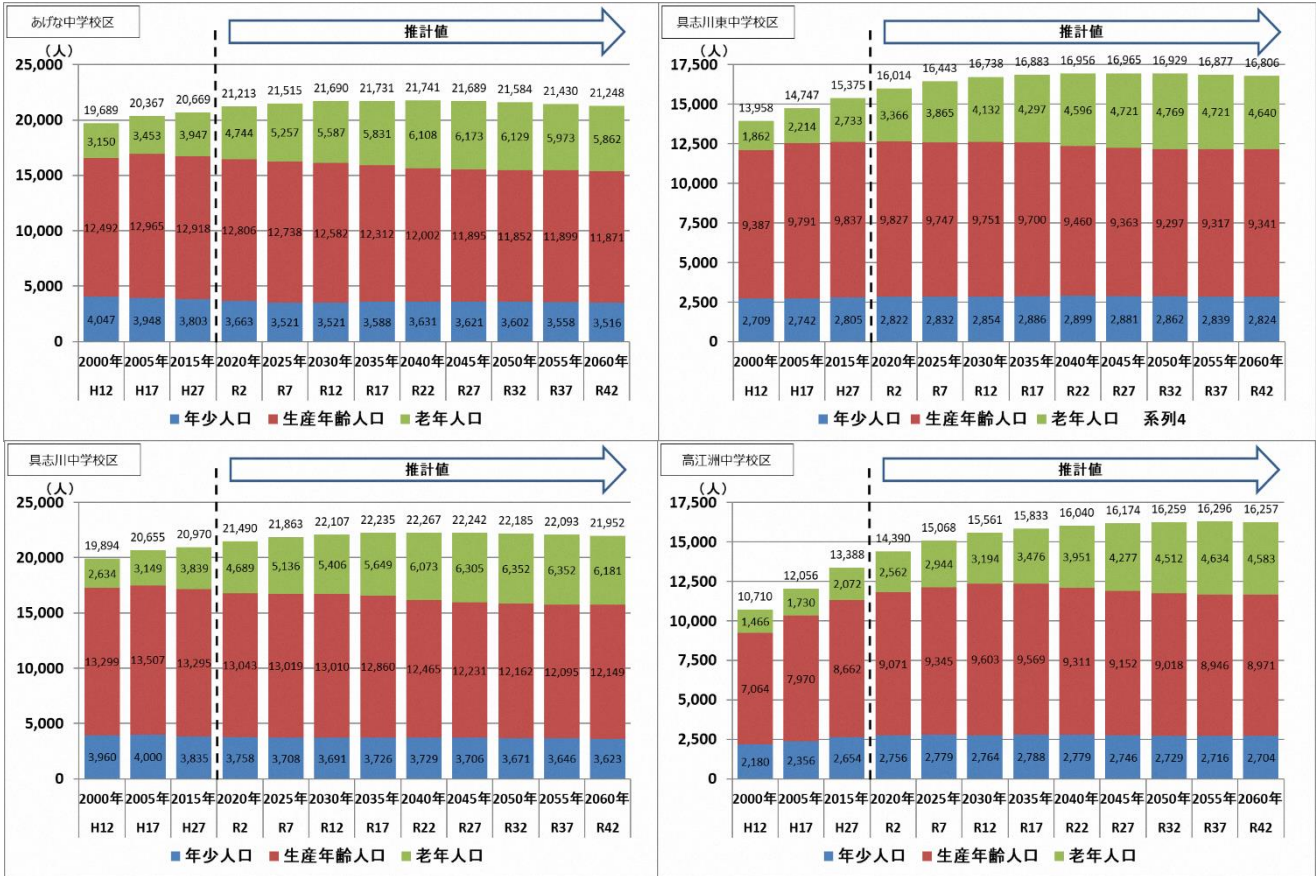 あげな中学校区
推計値
（人）
25,000
20,000
15,000
10,000
5,000
0
19,689 20,367 20,669 21,213 21,515 21,690 21,731 21,741 21,689 21,584 21,430 21,248
3,150 3,453 3,947 4,744 5,257 5,587 5,831 6,108 6,173 6,129 5,973 5,862
12,492 12,965 12,918 12,806 12,738 12,582 12,312 12,002 11,895 11,852 11,899 11,871
4,047 3,948 3,803 3,663 3,521 3,521 3,588 3,631 3,621 3,602 3,558 3,516
2000年 2005年 2015年 2020年 2025年 2030年 2035年 2040年 2045年 2050年 2055年 2060年
H12 H17 H27 R2 R7 R12 R17 R22 R27 R32 R37 R42
年少人口 生産年齢人口 老年人口
具志川東中学校区
推計値
（人）
17,500
15,000
12,500
10,000
7,500
5,000
2,500
0
13,958 14,747 15,375 16,014 16,443 16,738 16,883 16,956 16,965 16,929 16,877 16,806
1,862 2,214 2,733 3,366 3,865 4,132 4,297 4,596 4,721 4,769 4,721 4,640
9,387 9,791 9,837 9,827 9,747 9,751 9,700 9,460 9,363 9,297 9,317 9,341
2,709 2,742 2,805 2,822 2,832 2,854 2,886 2,899 2,881 2,862 2,839 2,824
2000年 2005年 2015年 2020年 2025年 2030年 2035年 2040年 2045年 2050年 2055年 2060年
H12 H17 H27 R2 R7 R12 R17 R22 R27 R32 R37 R42
年少人口 生産年齢人口 老年人口 系列4
具志川中学校区
推計値
（人）
25,000
20,000
15,000
10,000
5,000
0
19,894 20,655 20,970 21,490 21,863 22,107 22,235 22,267 22,242 22,185 22,093 21,952
2,634 3,149 3,839 4,689 5,136 5,406 5,649 6,073 6,305 6,352 6,352 6,181
13,299 13,507 13,295 13,043 13,019 13,010 12,860 12,465 12,231 12,162 12,095 12,149
3,960 4,000 3,835 3,758 3,708 3,691 3,726 3,729 3,706 3,671 3,646 3,623
2000年 2005年 2015年 2020年 2025年 2030年 2035年 2040年 2045年 2050年 2055年 2060年
H12 H17 H27 R2 R7 R12 R17 R22 R27 R32 R37 R42
年少人口 生産年齢人口 老年人口
高江洲中学校区
推計値
（人）
17,500
15,000
12,500
10,000
7,500
5,000
2,500
0
10,710 12,056 13,388 14,390 15,068 15,561 15,833 16,040 16,174 16,259 16,296 16,257
1,466 1,730 2,072 2,562 2,944 3,194 3,476 3,951 4,277 4,512 4,634 4,583
7,064 7,970 8,662 9,071 9,345 9,603 9,569 9,311 9,152 9,018 8,946 8,971
2,180 2,356 2,654 2,756 2,779 2,764 2,788 2,779 2,746 2,729 2,716 2,704
2000年 2005年 2015年 2020年 2025年 2030年 2035年 2040年 2045年 2050年 2055年 2060年
H12 H17 H27 R2 R7 R12 R17 R22 R27 R32 R37 R42
年少人口 生産年齢人口 老年人口